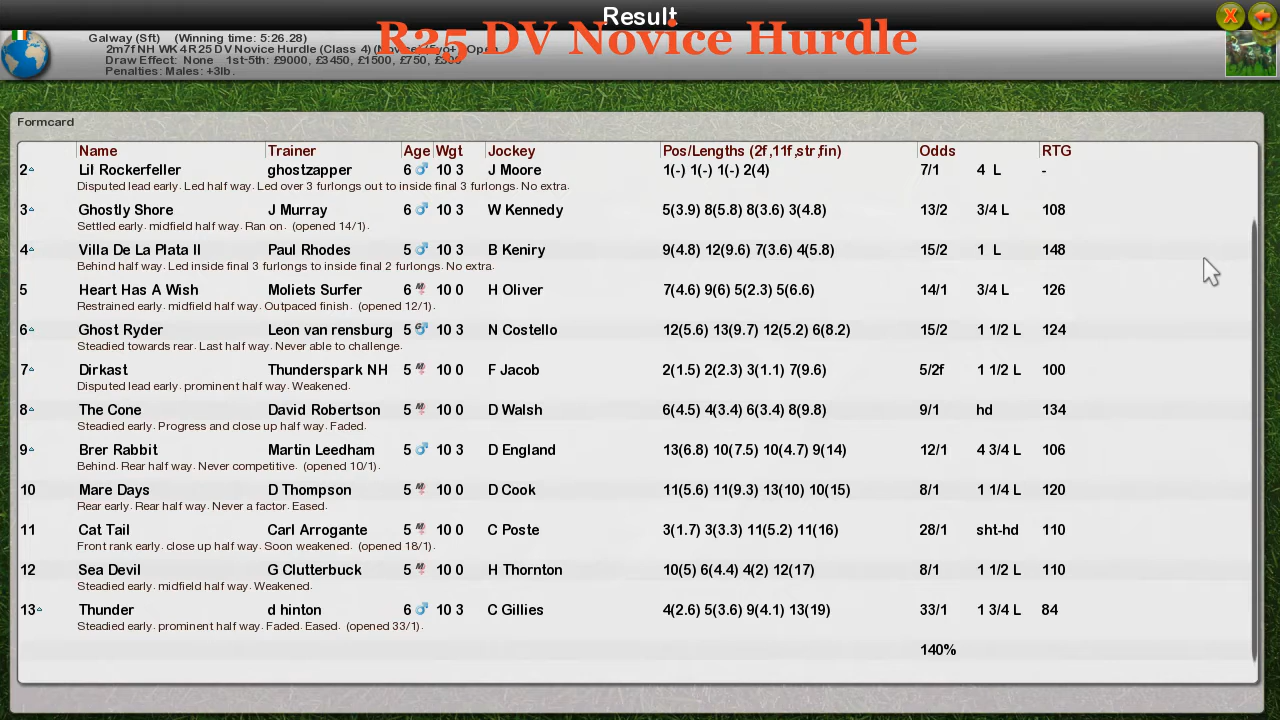 Result
R25 DV Novice Hurdle
Galway (Sft) (Winning time: 5:26.28)
2m7f NH WK 4 R25 DV Novice Hurdle (Class 4) (Novice) (5yo+) Open
Draw Effect: None 1st-5th: £9000, £3450, £1500, £750, £300
Penalties: Males: +3lb.
Formcard
Name Trainer Age Wgt Jockey Pos/Lengths (2f,11f,str,fin) Odds RTG
2 Lil Rockerfeller ghostzapper 6 10 3 J Moore 1(-) 1(-) 1(-) 2(4) 7/1 4 L -
Disputed lead early. Led half way. Led over 3 furlongs out to inside final 3 furlongs. No extra.
3 Ghostly Shore J Murray 6 10 3 W Kennedy 5(3.9) 8(5.8) 8(3.6) 3(4.8) 13/2 3/4 L 108
Settled early. midfield half way. Ran on. (opened 14/1).
4 Villa De La Plata II Paul Rhodes 5 10 3 B Keniry 9(4.8) 12(9.6) 7(3.6) 4(5.8) 15/2 1 L 148
Behind half way. Led inside final 3 furlongs to inside final 2 furlongs. No extra.
5 Heart Has A Wish Moliets Surfer 6 10 0 H Oliver 7(4.6) 9(6) 5(2.3) 5(6.6) 14/1 3/4 L 126
Restrained early. midfield half way. Outpaced finish. (opened 12/1).
6 Ghost Ryder Leon van rensburg 5 10 3 N Costello 12(5.6) 13(9.7) 12(5.2) 6(8.2) 15/2 1 1/2 L 124
Steadied towards rear. Last half way. Never able to challenge.
7 Dirkast Thunderspark NH 5 10 0 F Jacob 2(1.5) 2(2.3) 3(1.1) 7(9.6) 5/2f 1 1/2 L 100
Disputed lead early. prominent half way. Weakened.
8 The Cone David Robertson 5 10 0 D Walsh 6(4.5) 4(3.4) 6(3.4) 8(9.8) 9/1 hd 134
Steadied early. Progress and close up half way. Faded.
9 Brer Rabbit Martin Leedham 5 10 3 D England 13(6.8) 10(7.5) 10(4.7) 9(14) 12/1 4 3/4 L 106
Behind. Rear half way. Never competitive. (opened 10/1).
10 Mare Days D Thompson 5 10 0 D Cook 11(5.6) 11(9.3) 13(10) 10(15) 8/1 1 1/4 L 120
Rear early. Rear half way. Never a factor. Eased.
11 Cat Tail Carl Arrogante 5 10 0 C Poste 3(1.7) 3(3.3) 11(5.2) 11(16) 28/1 sht-hd 110
Front rank early. close up half way. Soon weakened. (opened 18/1).
12 Sea Devil G Clutterbuck 5 10 0 H Thornton 10(5) 6(4.4) 4(2) 12(17) 8/1 1 1/2 L 110
Steadied early. midfield half way. Weakened.
13 Thunder d hinton 6 10 3 C Gillies 4(2.6) 5(3.6) 9(4.1) 13(19) 33/1 1 3/4 L 84
Steadied early. prominent half way. Faded. Eased. (opened 33/1).
140%